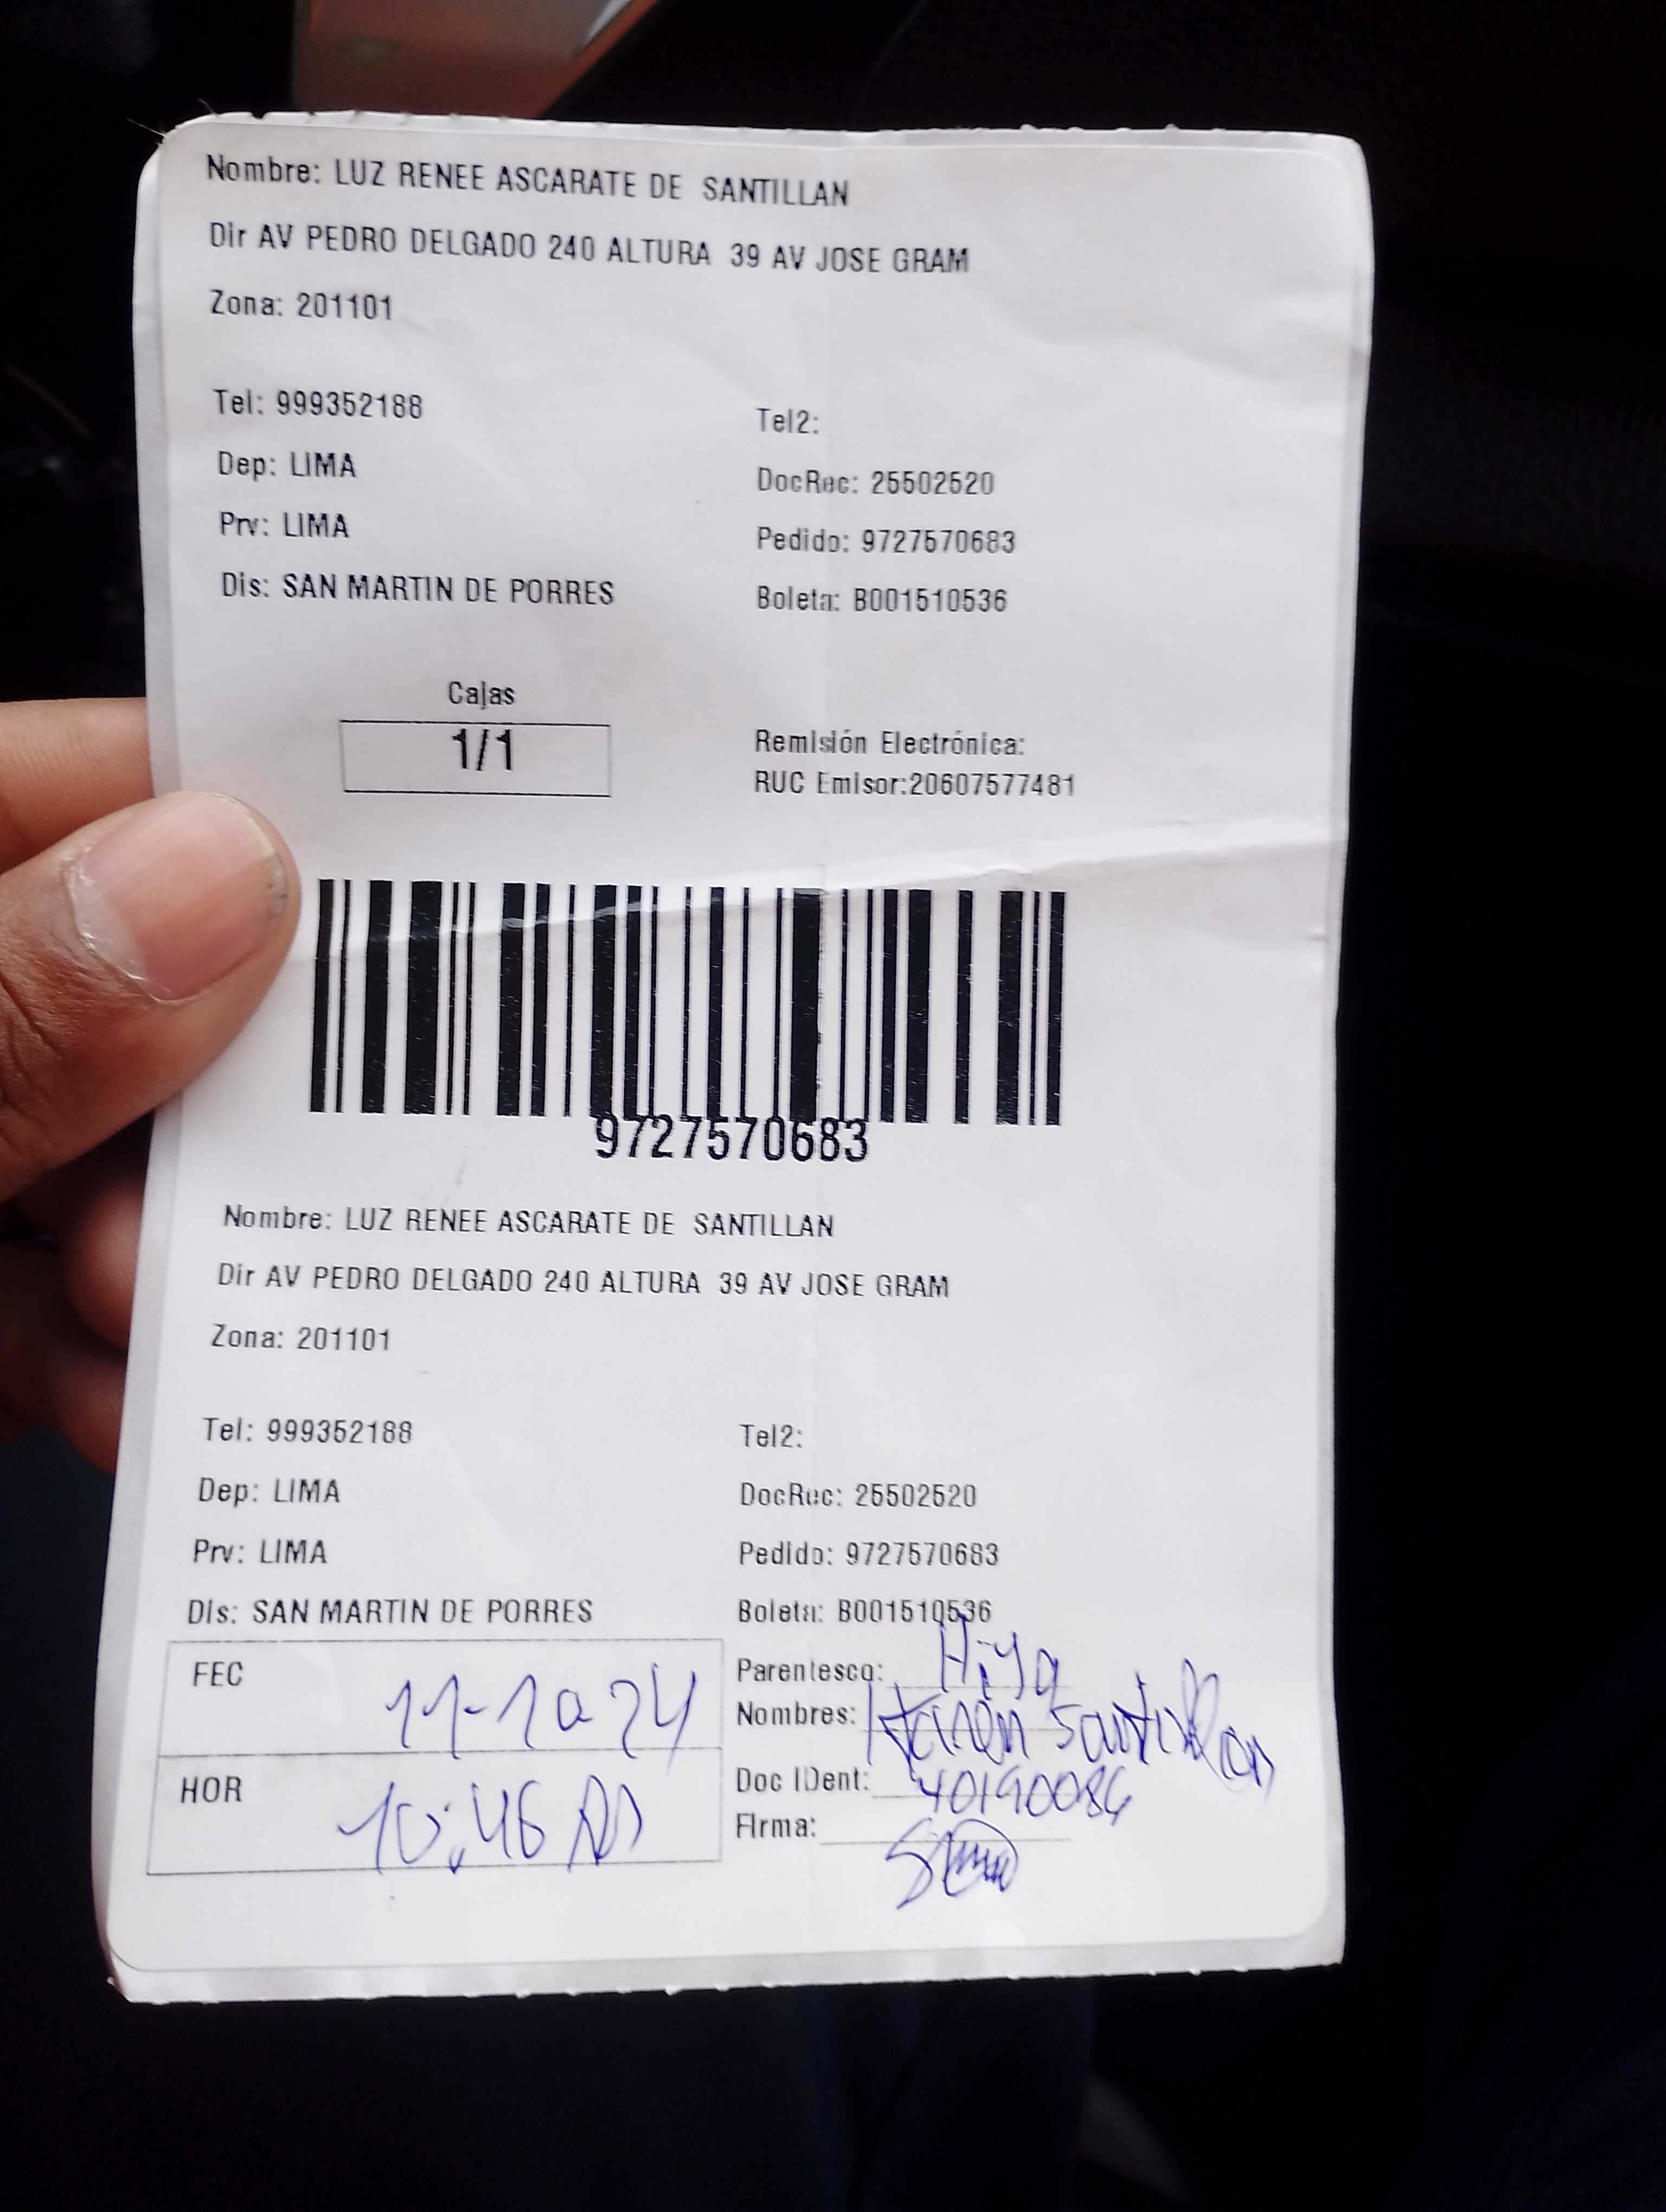 Nombre: LUZ RENEE ASCARATE DE SANTILLAN
Dir AV PEDRO DELGADO 240 ALTURA 39 AV JOSE GRAM
Zona: 201101
Tel: 999352188
Tel2:
Dep: LIMA
DocRec: 25502520
Prv: LIMA
Pedido: 9727570683
Dis: SAN MARTIN DE PORRES
Boleta: B001510536
Cajas
1/1
Remisión Electrónica:
RUC Emisor:20607577481
9727570683
Nombre: LUZ RENEE ASCARATE DE SANTILLAN
Dir AV PEDRO DELGADO 240 ALTURA 39 AV JOSE GRAM
Zona: 201101
Tel: 999352188
Tel2:
Dep: LIMA
DocRec: 25502520
Prv: LIMA
Pedido: 9727570683
Dis: SAN MARTIN DE PORRES
Boleta: B001510536
FEC 11-10-24
Parentesco: Hija
Nombres: Karen Santillan
HOR 10:46
Doc IDent: 40190086
Firma: